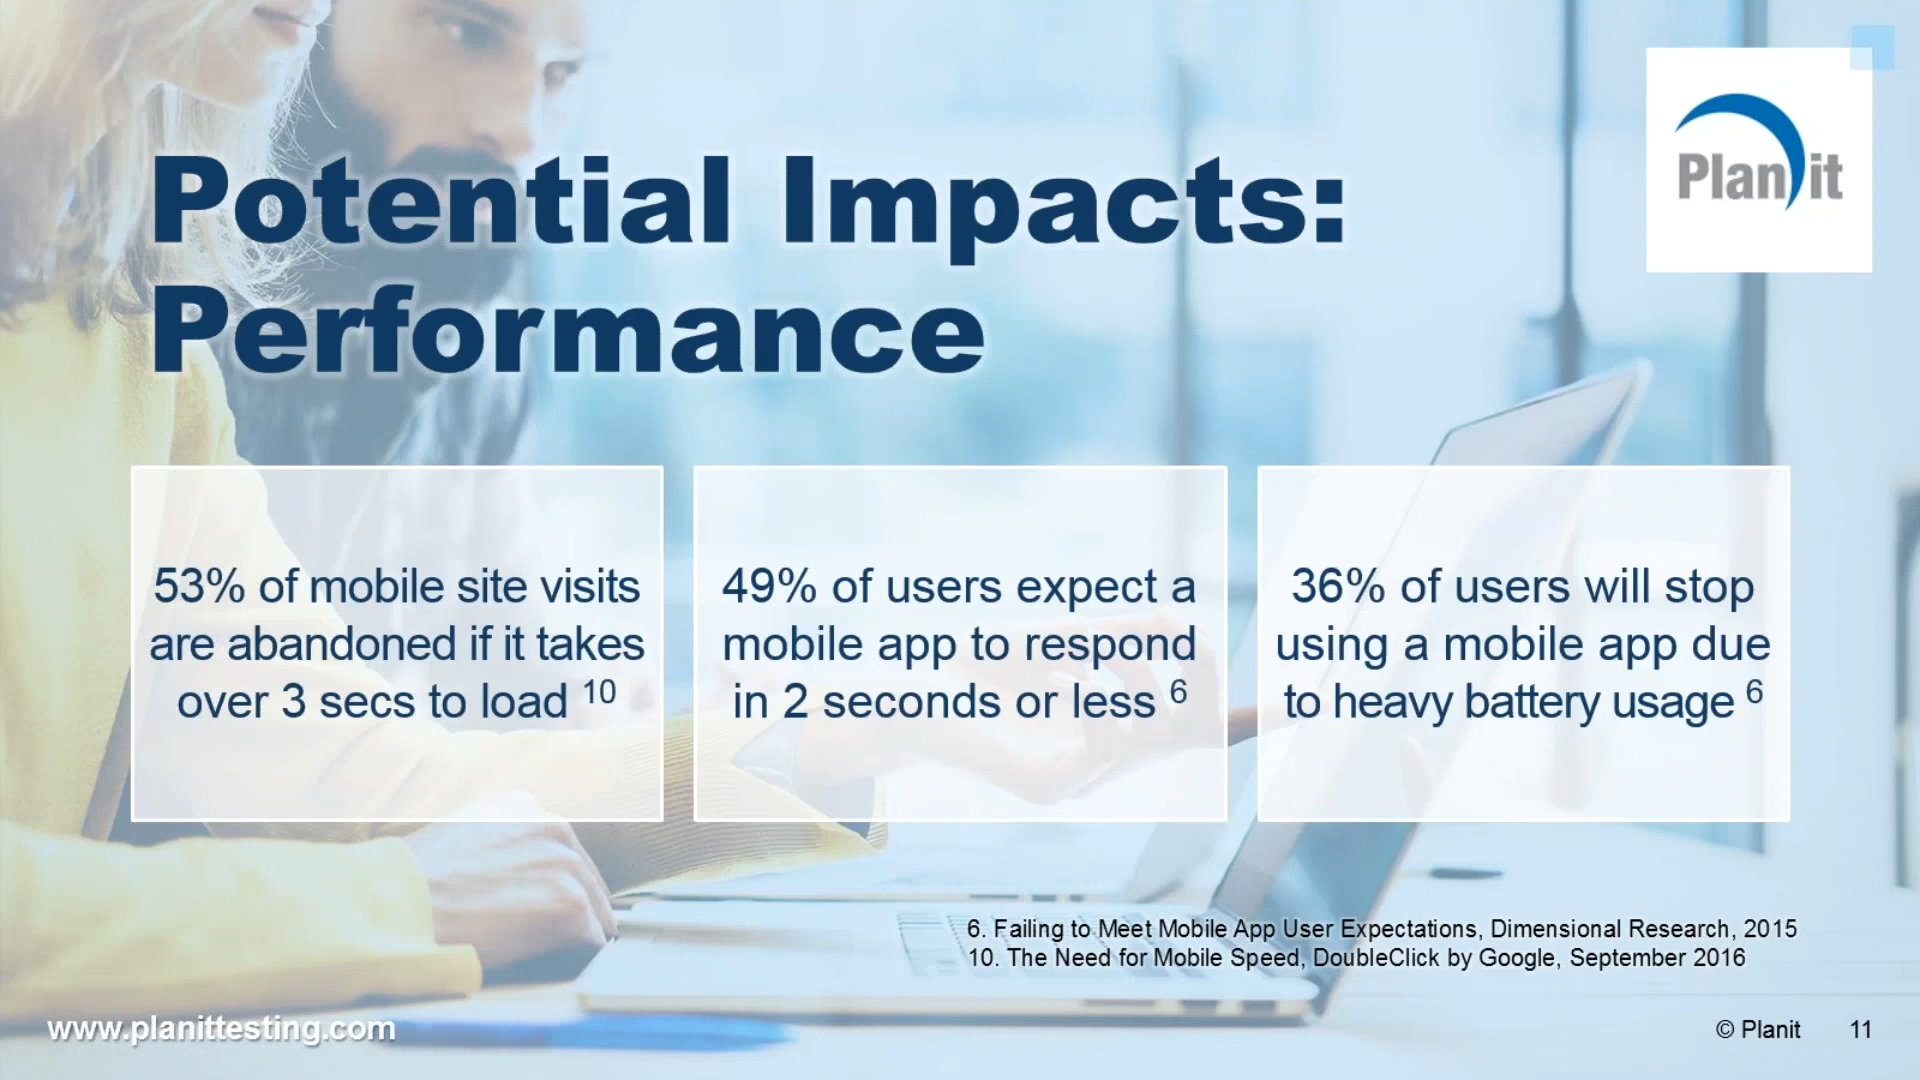 Planit
Potential Impacts:
Performance
53% of mobile site visits
are abandoned if it takes
over 3 secs to load 10
49% of users expect a
mobile app to respond
in 2 seconds or less 6
36% of users will stop
using a mobile app due
to heavy battery usage 6
6. Failing to Meet Mobile App User Expectations, Dimensional Research, 2015
10. The Need for Mobile Speed, DoubleClick by Google, September 2016
www.planittesting.com
© Planit 11